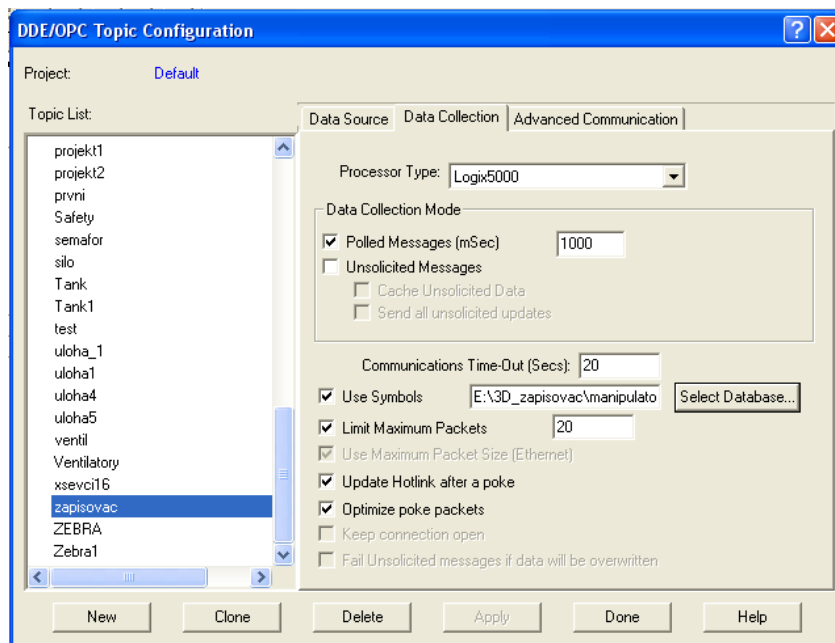 DDE/OPC Topic Configuration
Project: Default
Topic List:
projekt1
projekt2
prvni
Safety
semafor
silo
Tank
Tank1
test
uloha_1
uloha1
uloha4
uloha5
ventil
Ventilatory
xsevci16
zapisovac
ZEBRA
Zebra1
Data Source Data Collection Advanced Communication
Processor Type: Logix5000
Data Collection Mode
Polled Messages (mSec) 1000
Unsolicited Messages
Cache Unsolicited Data
Send all unsolicited updates
Communications Time-Out (Secs): 20
Use Symbols E:\3D_zapisovac\manipulato Select Database...
Limit Maximum Packets 20
Use Maximum Packet Size (Ethernet)
Update Hotlink after a poke
Optimize poke packets
Keep connection open
Fail Unsolicited messages if data will be overwritten
New Clone Delete Apply Done Help